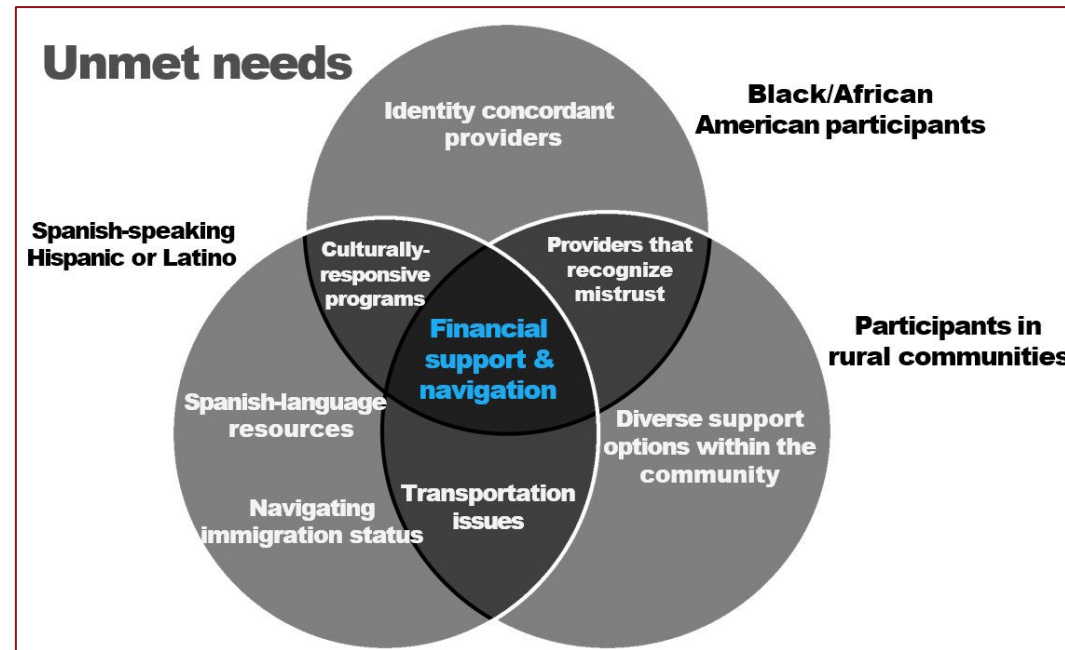 Unmet needs
Identity concordant
providers
Black/African
American participants
Spanish-speaking
Hispanic or Latino
Culturally-
responsive
programs
Providers that
recognize
mistrust
Financial
support &
navigation
Participants in
rural communities
Spanish-language
resources
Diverse support
options within the
community
Navigating
immigration status
Transportation
issues